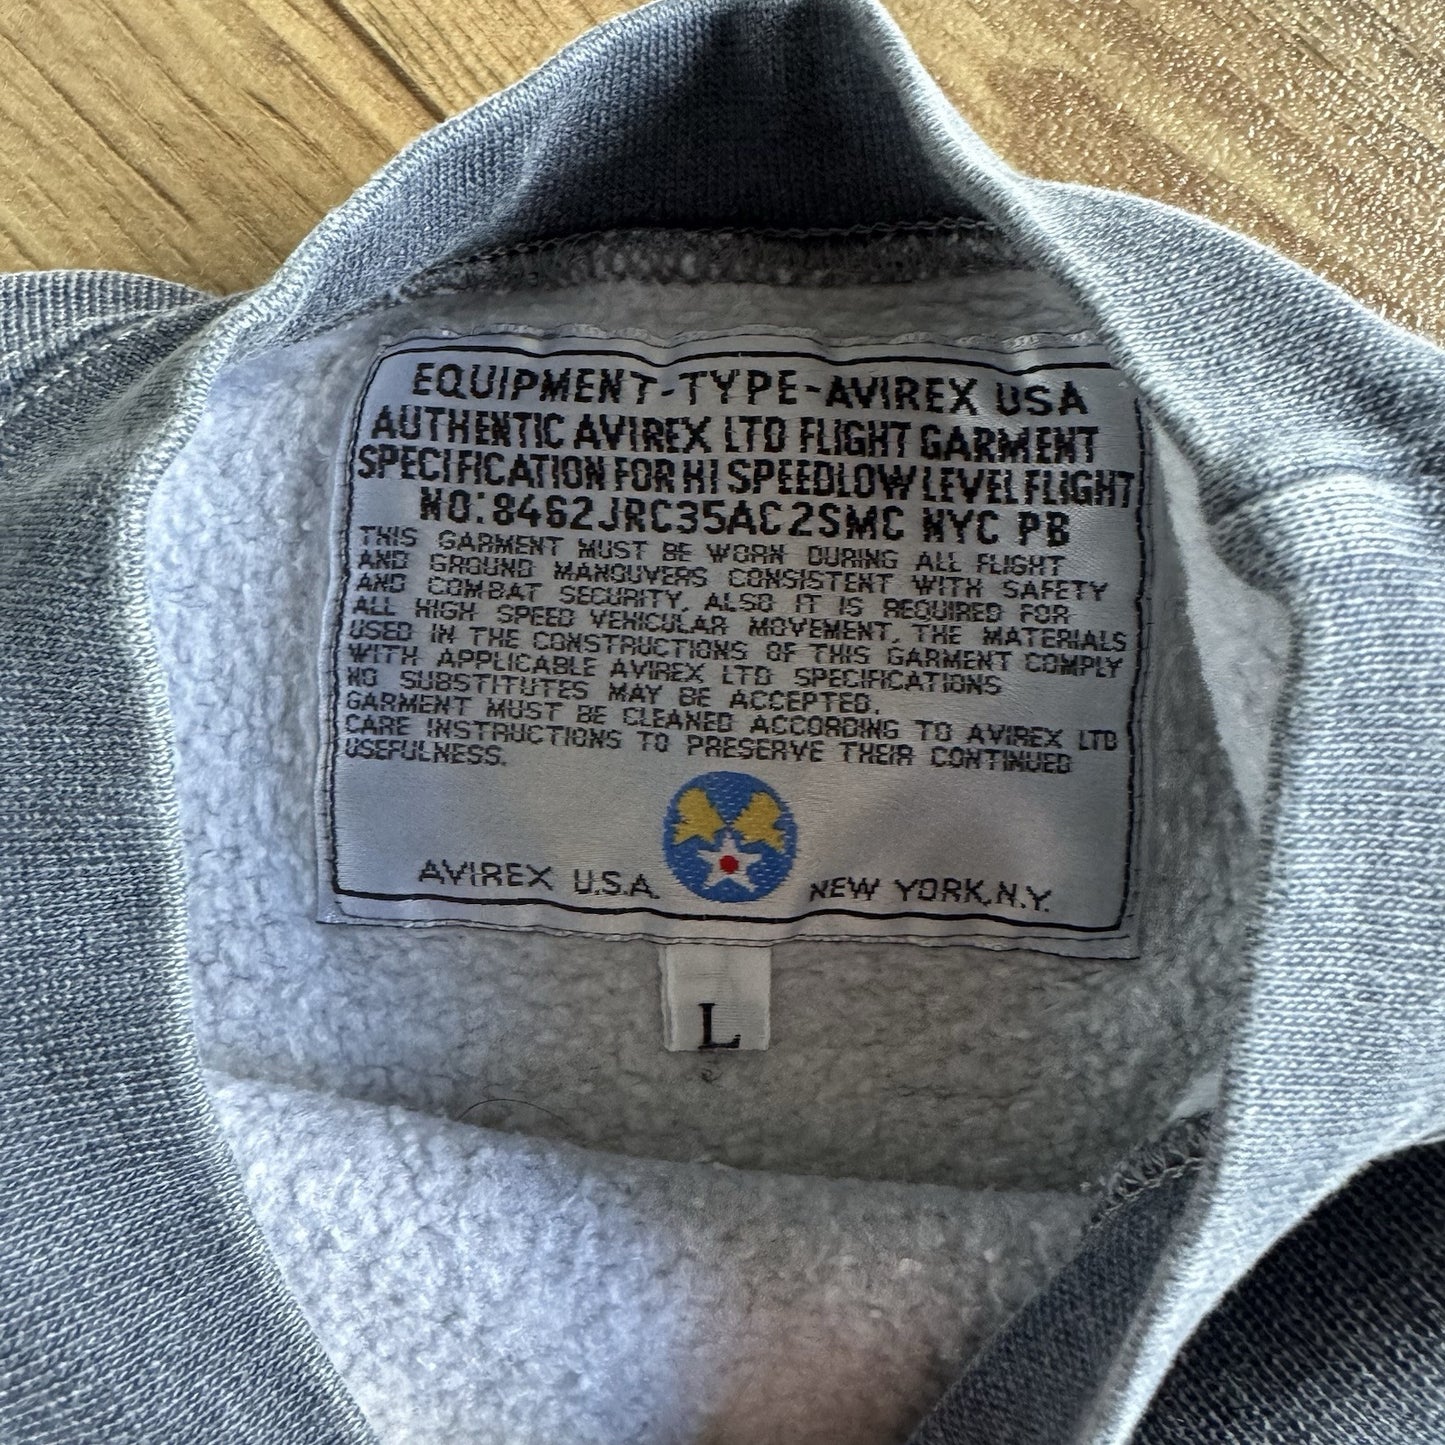 EQUIPMENT-TYPE-AVIREX USA
AUTHENTIC AVIREX LTD FLIGHT GARMENT
SPECIFICATION FOR HI SPEEDLOW LEVEL FLIGHT
NO:8462JRC35AC2SMC NYC PB
THIS GARMENT MUST BE WORN DURING ALL FLIGHT
AND GROUND MANOUVERS CONSISTENT WITH SAFETY
AND COMBAT SECURITY, ALSO IT IS REQUIRED FOR
ALL HIGH SPEED VEHICULAR MOVEMENT, THE MATERIALS
USED IN THE CONSTRUCTIONS OF THIS GARMENT COMPLY
WITH APPLICABLE AVIREX LTD SPECIFICATIONS
NO SUBSTITUTES MAY BE ACCEPTED.
GARMENT MUST BE CLEANED ACCORDING TO AVIREX LTD
CARE INSTRUCTIONS TO PRESERVE THEIR CONTINUED
USEFULNESS.
AVIREX U.S.A. NEW YORK, N.Y.
L